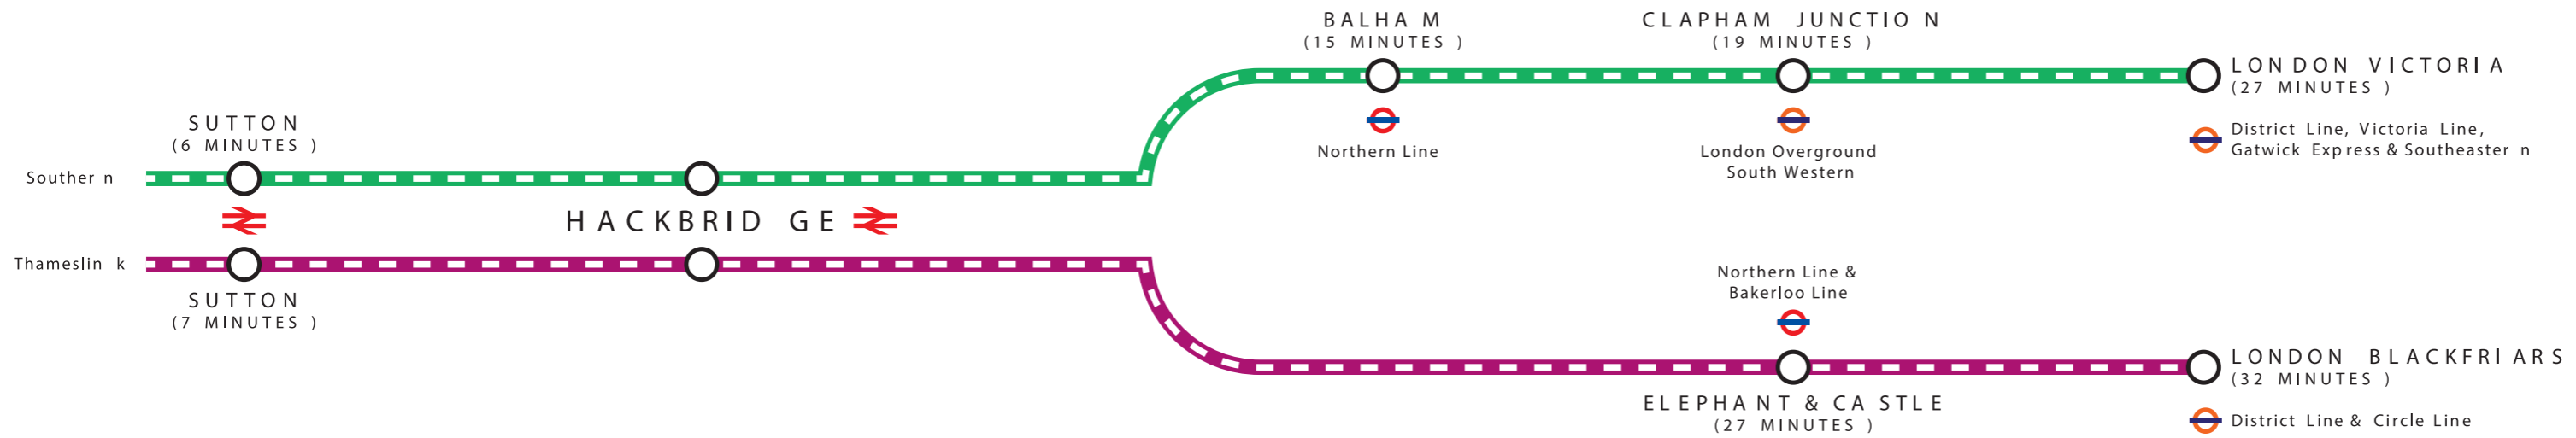 BALHAM
(15 MINUTES)
CLAPHAM JUNCTION
(19 MINUTES)
LONDON VICTORIA
(27 MINUTES)
District Line, Victoria Line,
Gatwick Express & Southeastern
Northern Line
London Overground
South Western
SUTTON
(6 MINUTES)
Southern
HACKBRIDGE
Thameslink
SUTTON
(7 MINUTES)
Northern Line &
Bakerloo Line
ELEPHANT & CASTLE
(27 MINUTES)
LONDON BLACKFRIARS
(32 MINUTES)
District Line & Circle Line